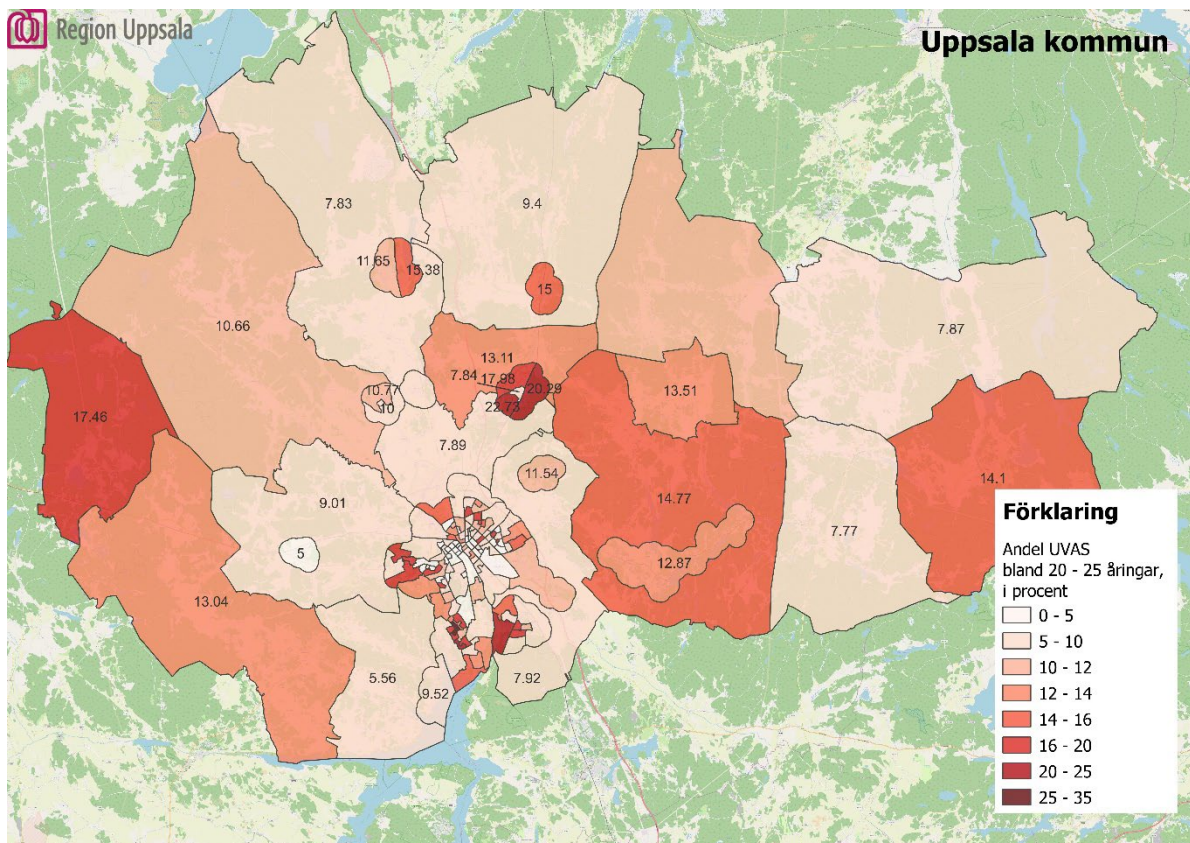 Region Uppsala
Uppsala kommun
7.83
9.4
11.65
15.38
15
10.66
7.87
13.11
7.84
17.98
20.29
22.73
13.51
10.77
10
17.46
7.89
11.54
14.77
14.1
9.01
5
7.77
12.87
13.04
5.56
9.52
7.92
Förklaring
Andel UVAS
bland 20 - 25 åringar,
i procent
0 - 5
5 - 10
10 - 12
12 - 14
14 - 16
16 - 20
20 - 25
25 - 35